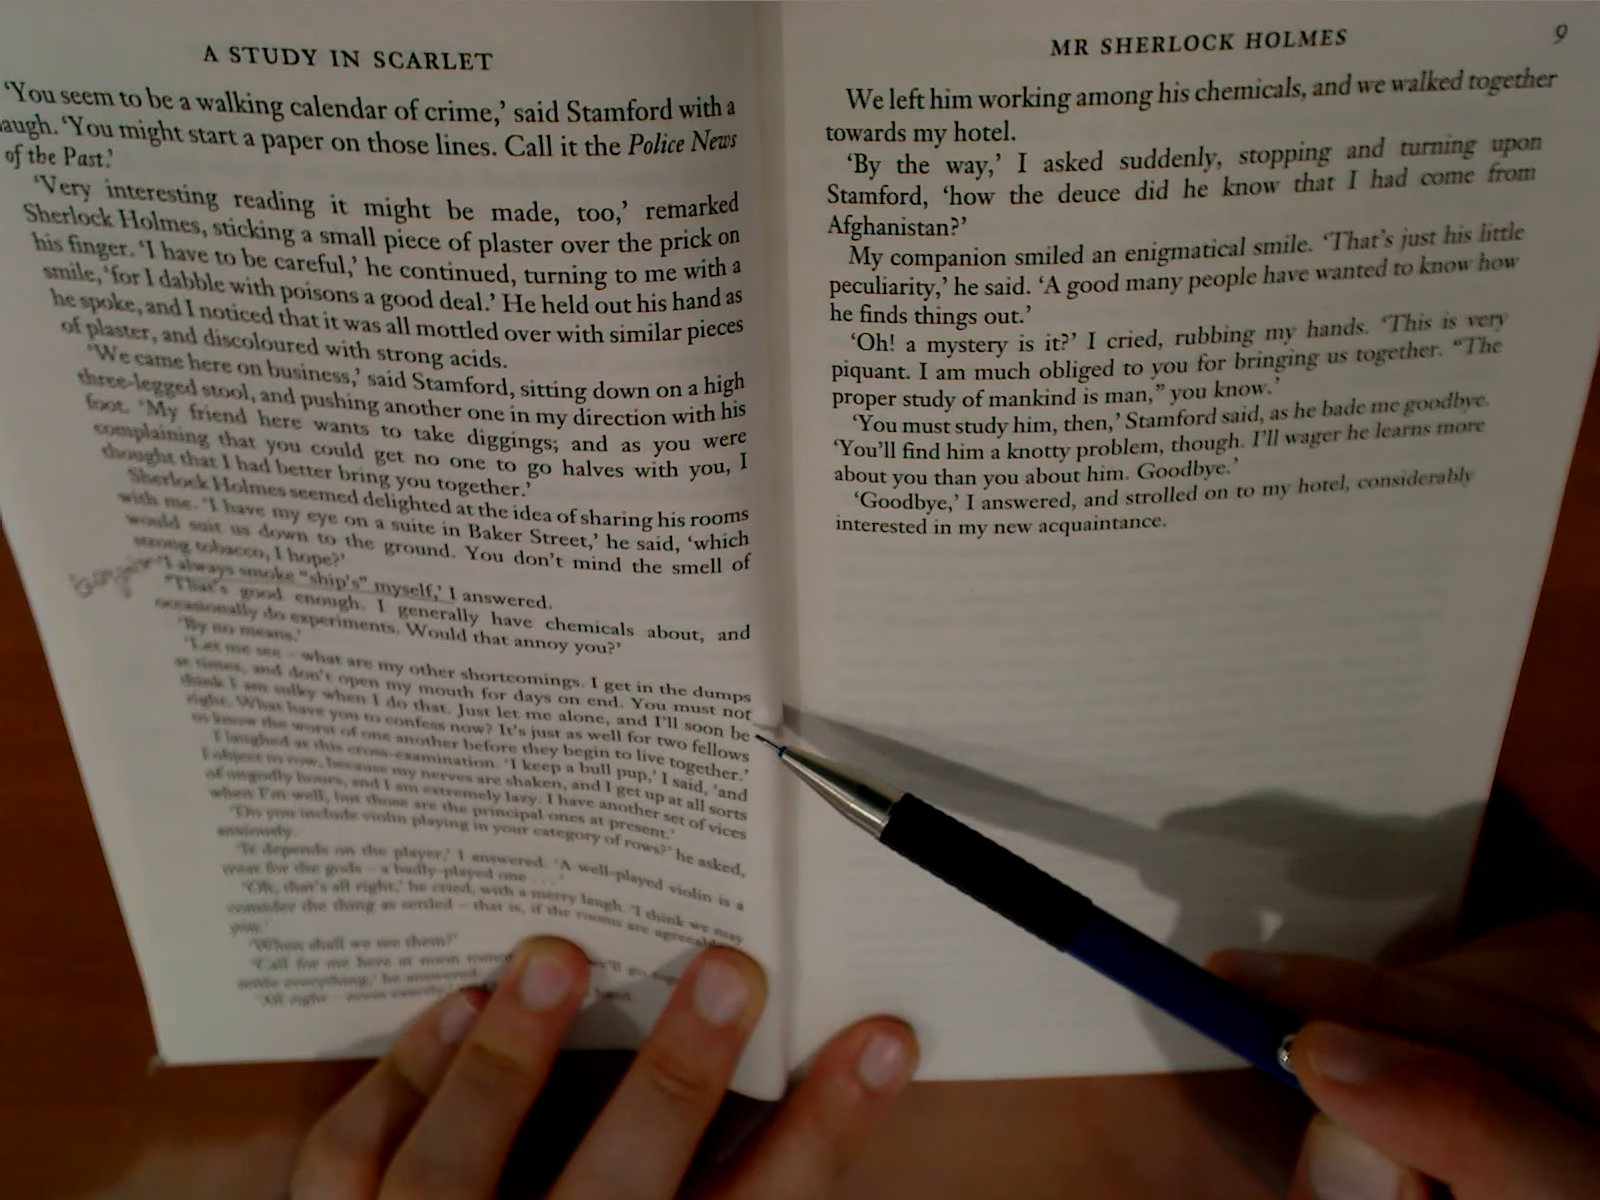 A STUDY IN SCARLET
‘You seem to be a walking calendar of crime,’ said Stamford with a
augh. ‘You might start a paper on those lines. Call it the Police News
of the Past.’
‘Very interesting reading it might be made, too,’ remarked
Sherlock Holmes, sticking a small piece of plaster over the prick on
his finger. ‘I have to be careful,’ he continued, turning to me with a
smile, ‘for I dabble with poisons a good deal.’ He held out his hand as
he spoke, and I noticed that it was all mottled over with similar pieces
of plaster, and discoloured with strong acids.
‘We came here on business,’ said Stamford, sitting down on a high
three-legged stool, and pushing another one in my direction with his
foot. ‘My friend here wants to take diggings; and as you were
complaining that you could get no one to go halves with you, I
thought that I had better bring you together.’
Sherlock Holmes seemed delighted at the idea of sharing his rooms
with me. ‘I have my eye on a suite in Baker Street,’ he said, ‘which
would suit us down to the ground. You don’t mind the smell of
strong tobacco, I hope?’
‘I always smoke “ship’s” myself,’ I answered.
‘That’s good enough. I generally have chemicals about, and
occasionally do experiments. Would that annoy you?’
‘By no means.’
‘Let me see – what are my other shortcomings. I get in the dumps
at times, and don’t open my mouth for days on end. You must not
think I am sulky when I do that. Just let me alone, and I’ll soon be
right. What have you to confess now? It’s just as well for two fellows
to know the worst of one another before they begin to live together.’
I laughed at this cross-examination. ‘I keep a bull pup,’ I said, ‘and
I object to row, because my nerves are shaken, and I get up at all sorts
of ungodly hours, and I am extremely lazy. I have another set of vices
when I’m well, but those are the principal ones at present.’
‘Do you include violin playing in your category of rows?’ he asked,
anxiously.
‘It depends on the player,’ I answered. ‘A well-played violin is a
treat for the gods – a badly-played one . . .’
‘Oh, that’s all right,’ he cried, with a merry laugh. ‘I think we may
consider the thing as settled – that is, if the rooms are agreeable
you.’
‘When shall we see them?’
‘Call for me here at noon we’ll go
settle everything,’ he answered.
‘All right – noon exactly,’ hand.
MR SHERLOCK HOLMES 9
We left him working among his chemicals, and we walked together
towards my hotel.
‘By the way,’ I asked suddenly, stopping and turning upon
Stamford, ‘how the deuce did he know that I had come from
Afghanistan?’
My companion smiled an enigmatical smile. ‘That’s just his little
peculiarity,’ he said. ‘A good many people have wanted to know how
he finds things out.’
‘Oh! a mystery is it?’ I cried, rubbing my hands. ‘This is very
piquant. I am much obliged to you for bringing us together. “The
proper study of mankind is man,” you know.’
‘You must study him, then,’ Stamford said, as he bade me goodbye.
‘You’ll find him a knotty problem, though. I’ll wager he learns more
about you than you about him. Goodbye.’
‘Goodbye,’ I answered, and strolled on to my hotel, considerably
interested in my new acquaintance.